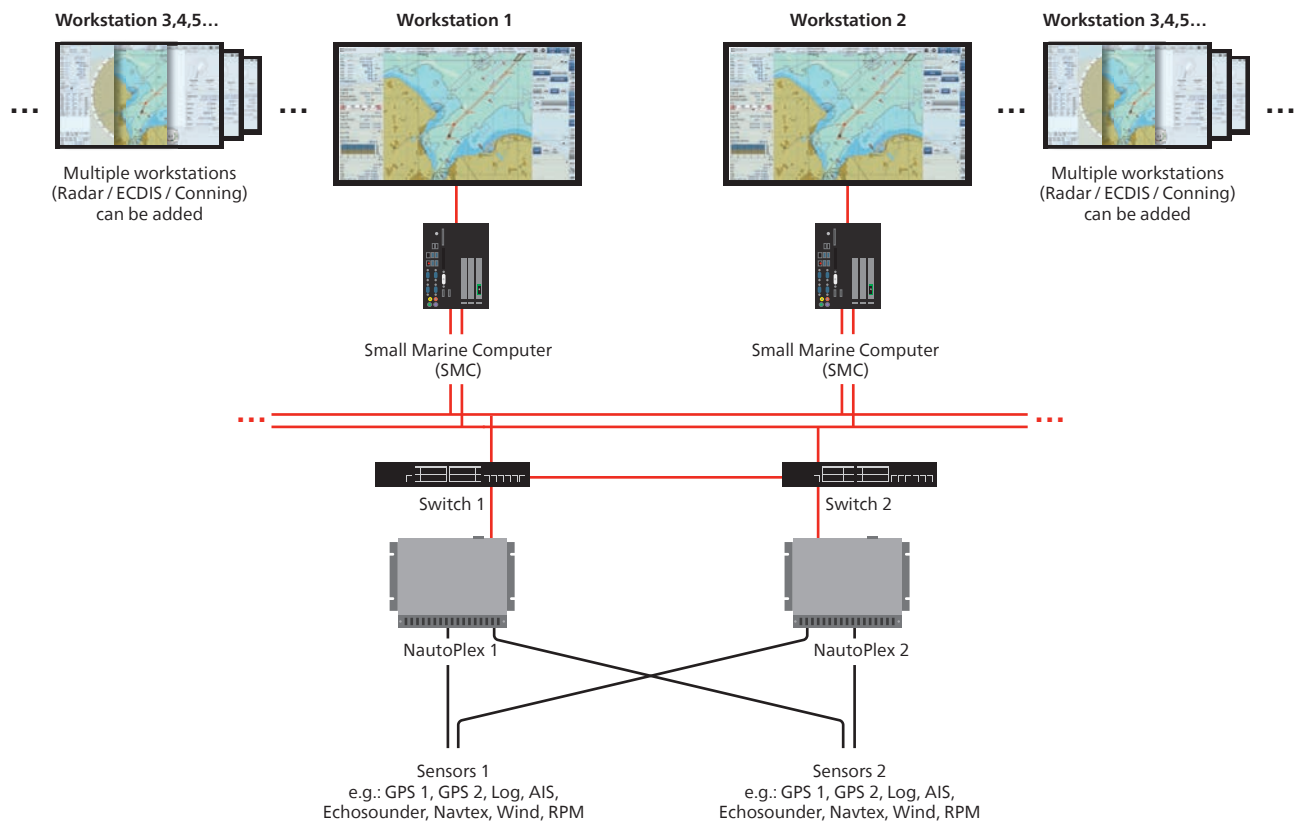 Workstation 3,4,5...
Workstation 1
Workstation 2
Workstation 3,4,5...
...
...
...
...
Multiple workstations
(Radar / ECDIS / Conning)
can be added
Multiple workstations
(Radar / ECDIS / Conning)
can be added
Small Marine Computer
(SMC)
Small Marine Computer
(SMC)
...
...
Switch 1
Switch 2
NautoPlex 1
NautoPlex 2
Sensors 1
e.g.: GPS 1, GPS 2, Log, AIS,
Echosounder, Navtex, Wind, RPM
Sensors 2
e.g.: GPS 1, GPS 2, Log, AIS,
Echosounder, Navtex, Wind, RPM